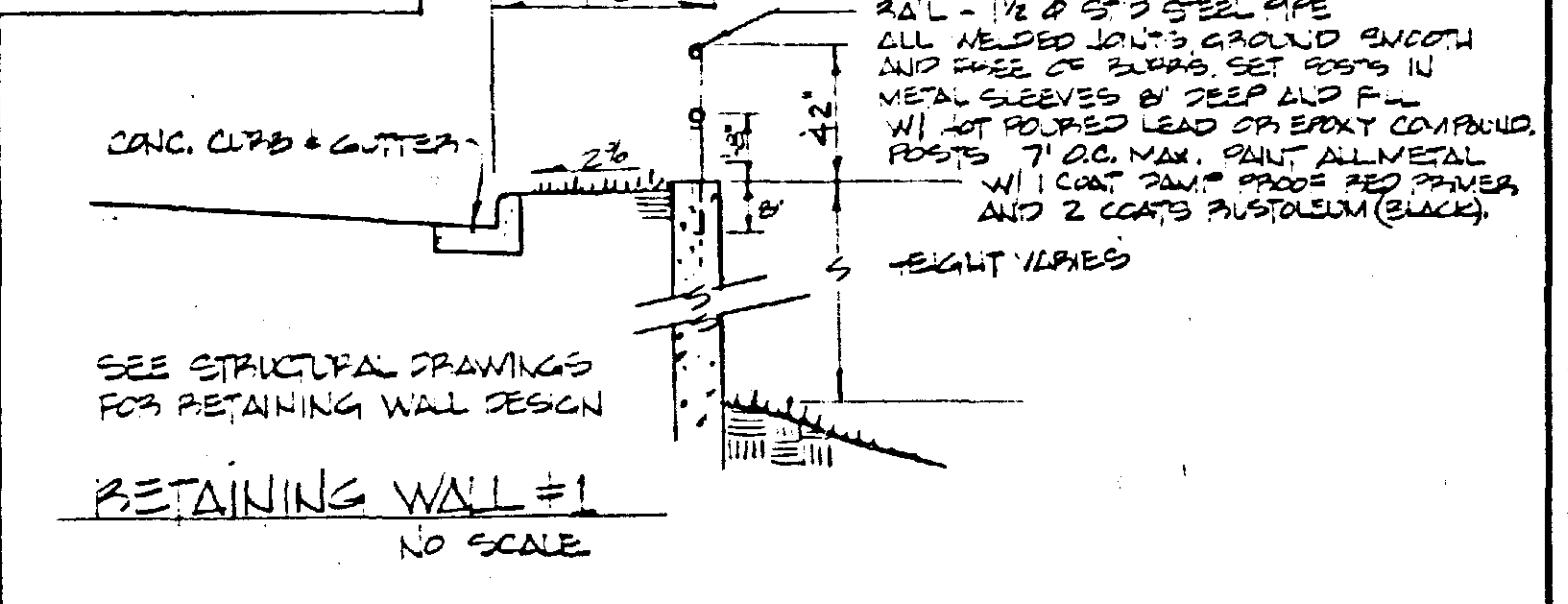 RAIL - 1½ Ø STD STEEL PIPE
ALL WELDED JOINTS GROUND SMOOTH
AND FREE OF BURRS. SET POSTS IN
METAL SLEEVES 8" DEEP AND FILL
W/ HOT POURED LEAD OR EPOXY COMPOUND.
POSTS 7' O.C. MAX. PAINT ALL METAL
W/ 1 COAT DAMP PROOF RED PRIMER
AND 2 COATS RUSTOLEUM (BLACK).
42"
CONC. CURB & GUTTER
2%
8"
HEIGHT VARIES
SEE STRUCTURAL DRAWINGS
FOR RETAINING WALL DESIGN
RETAINING WALL #1
NO SCALE